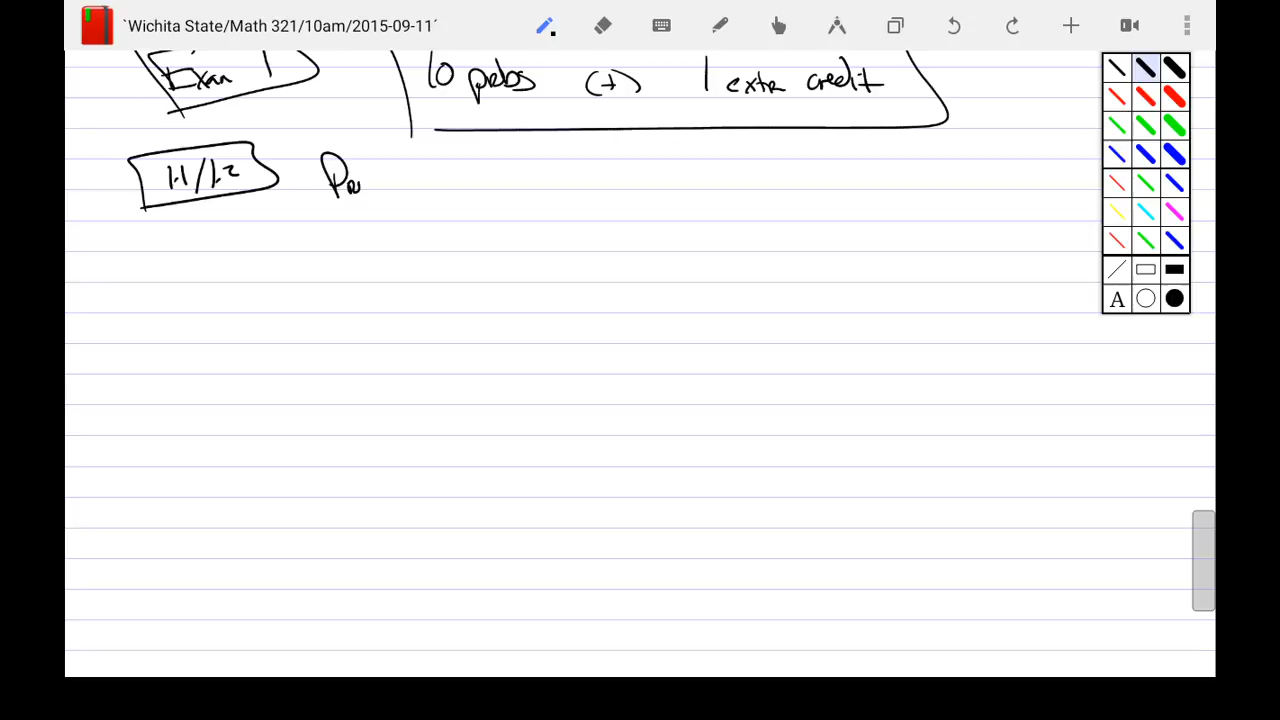 `Wichita State/Math 321/10am/2015-09-11´
Exam 1
10 probs (+) 1 extra credit
1.1/1.2
A